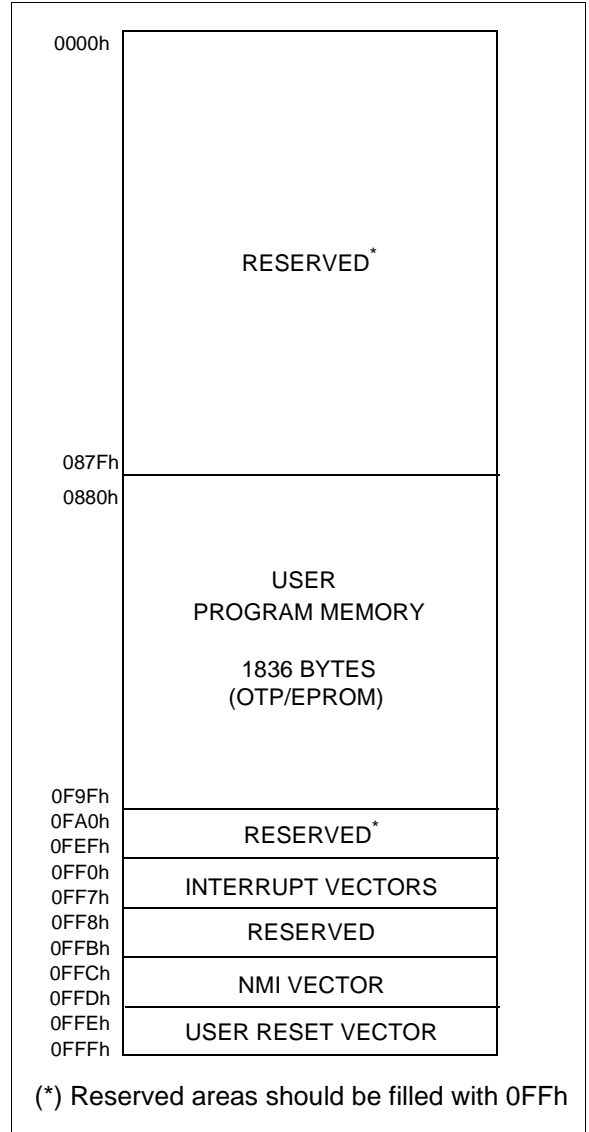 0000h
RESERVED*
087Fh
0880h
USER
PROGRAM MEMORY
1836 BYTES
(OTP/EPROM)
0F9Fh
0FA0h
RESERVED*
0FEFh
0FF0h
INTERRUPT VECTORS
0FF7h
0FF8h
RESERVED
0FFBh
0FFCh
NMI VECTOR
0FFDh
0FFEh
USER RESET VECTOR
0FFFh
(*) Reserved areas should be filled with 0FFh